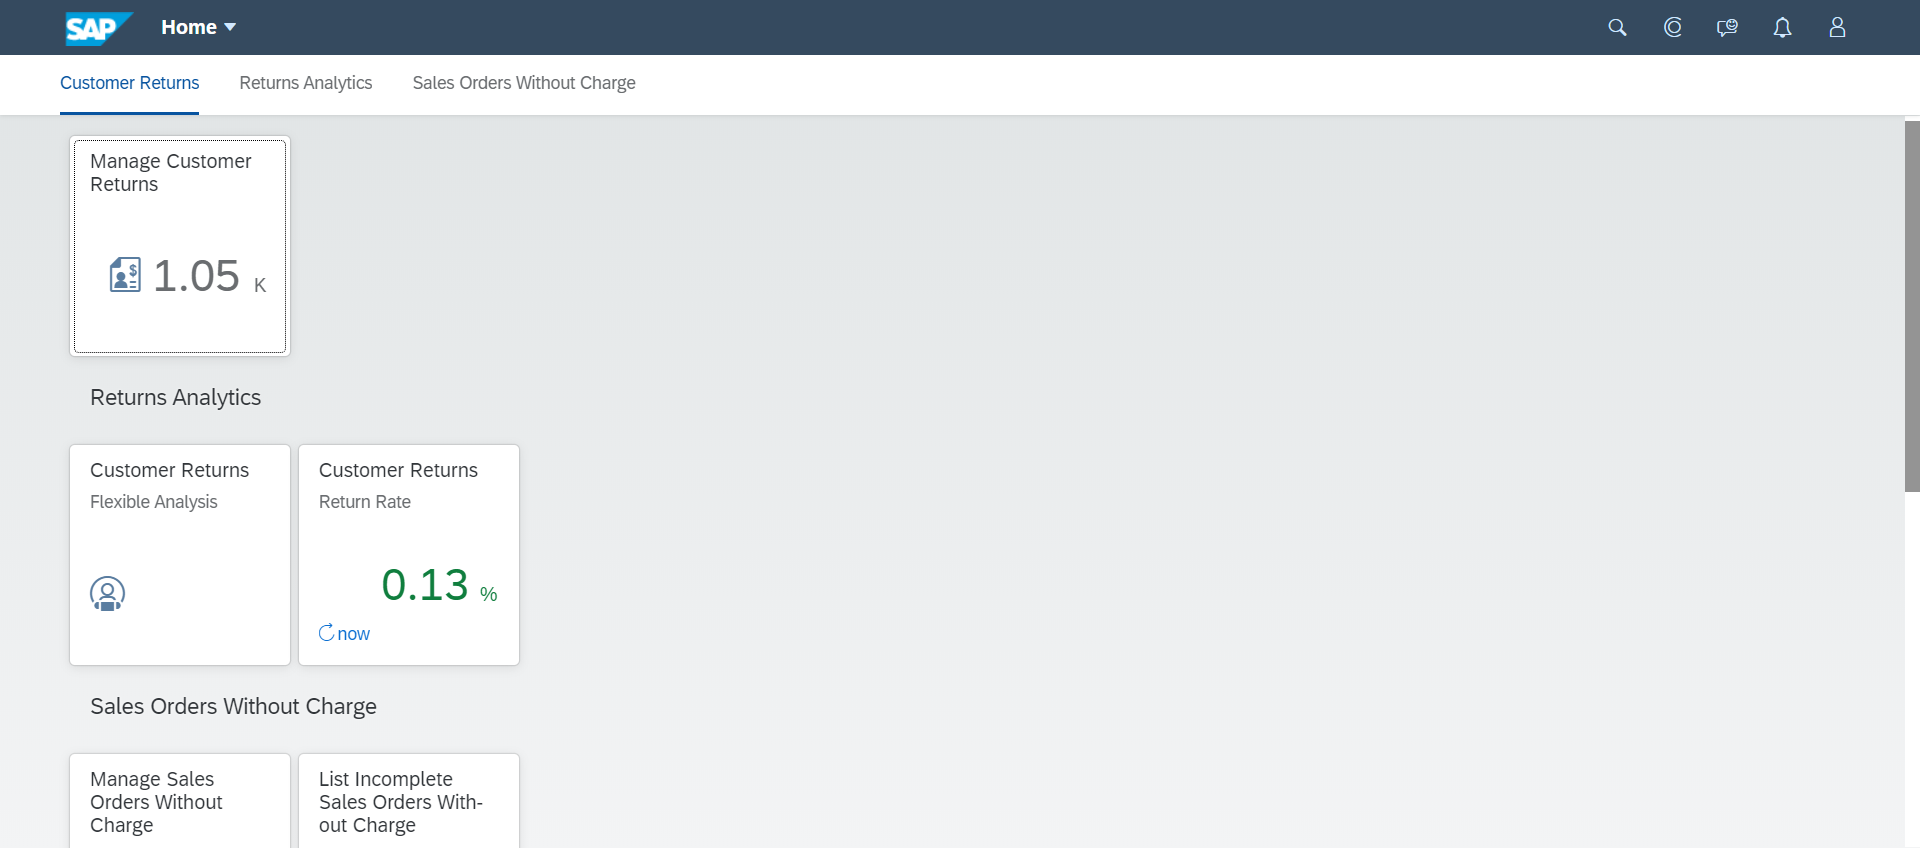 SAP
Home
Customer Returns
Returns Analytics
Sales Orders Without Charge
Manage Customer
Returns
$
1.05 K
Returns Analytics
Customer Returns
Flexible Analysis
Customer Returns
Return Rate
0.13 %
now
Sales Orders Without Charge
Manage Sales
Orders Without
Charge
List Incomplete
Sales Orders With-
out Charge